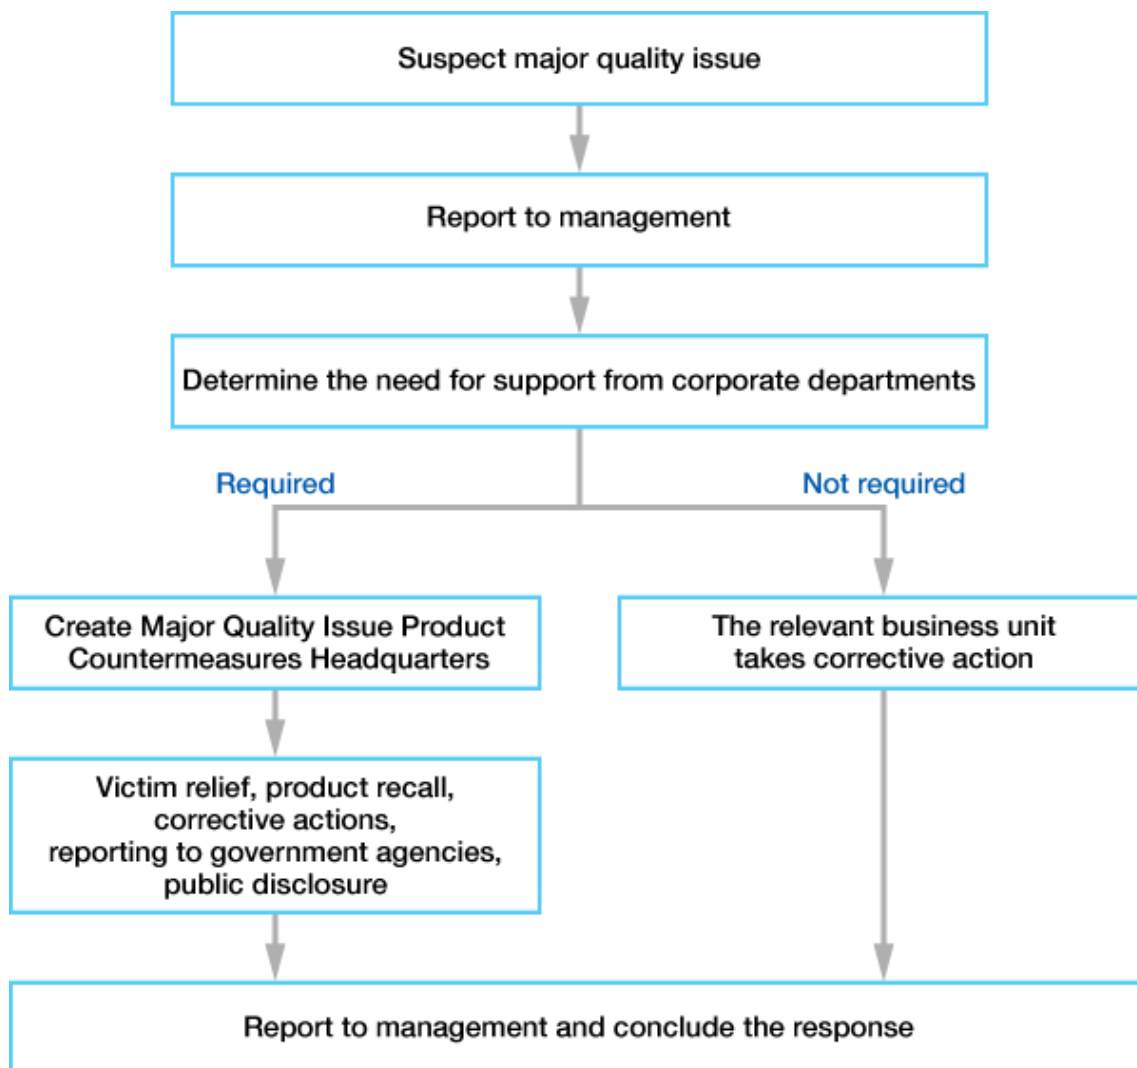 Suspect major quality issue
Report to management
Determine the need for support from corporate departments
Required
Not required
Create Major Quality Issue Product
Countermeasures Headquarters
The relevant business unit
takes corrective action
Victim relief, product recall,
corrective actions,
reporting to government agencies,
public disclosure
Report to management and conclude the response